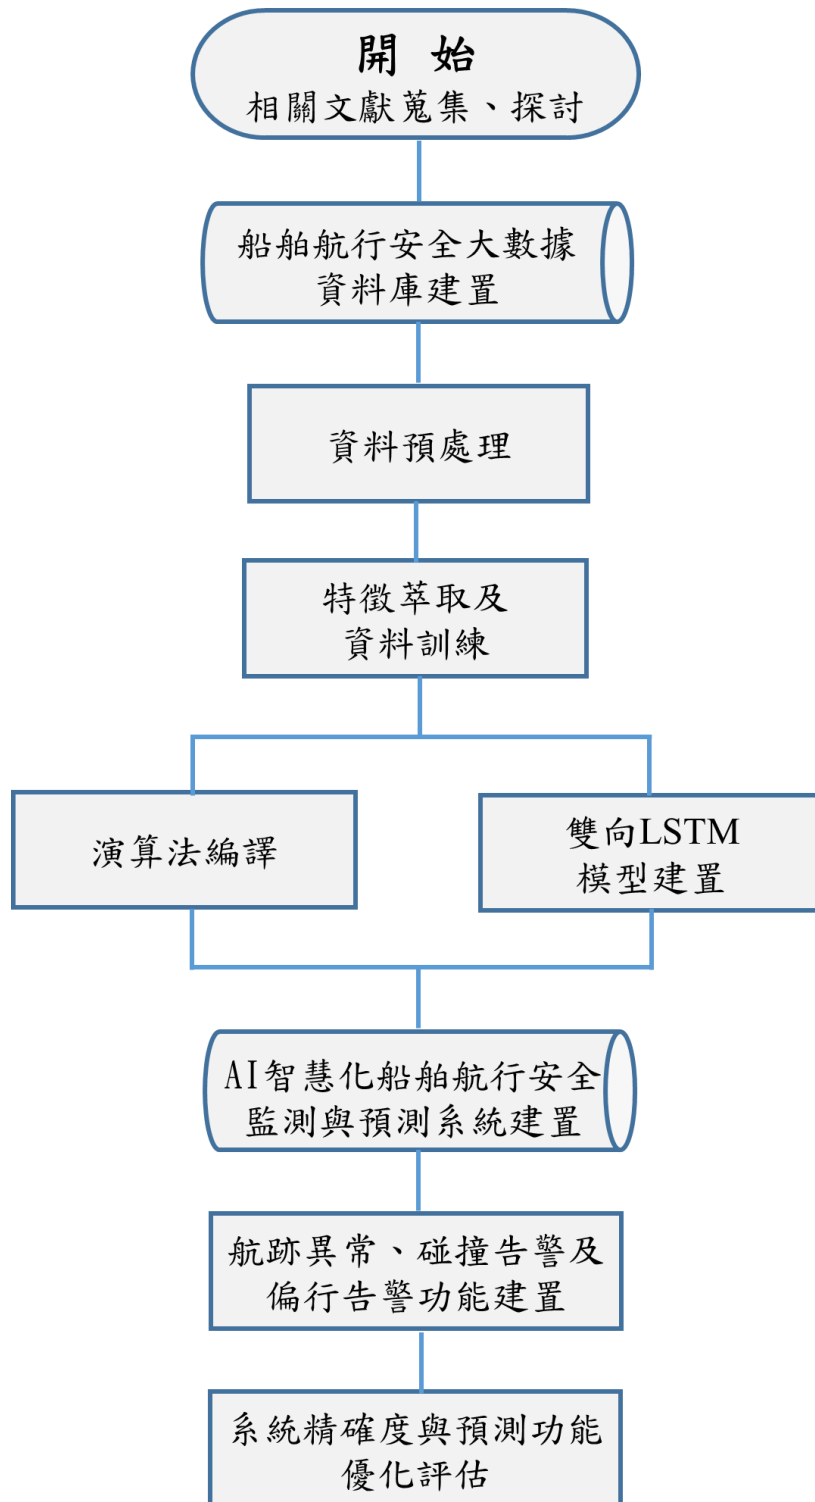 開 始
相關文獻蒐集、探討
船舶航行安全大數據
資料庫建置
資料預處理
特徵萃取及
資料訓練
演算法編譯
雙向LSTM
模型建置
AI智慧化船舶航行安全
監測與預測系統建置
航跡異常、碰撞告警及
偏行告警功能建置
系統精確度與預測功能
優化評估